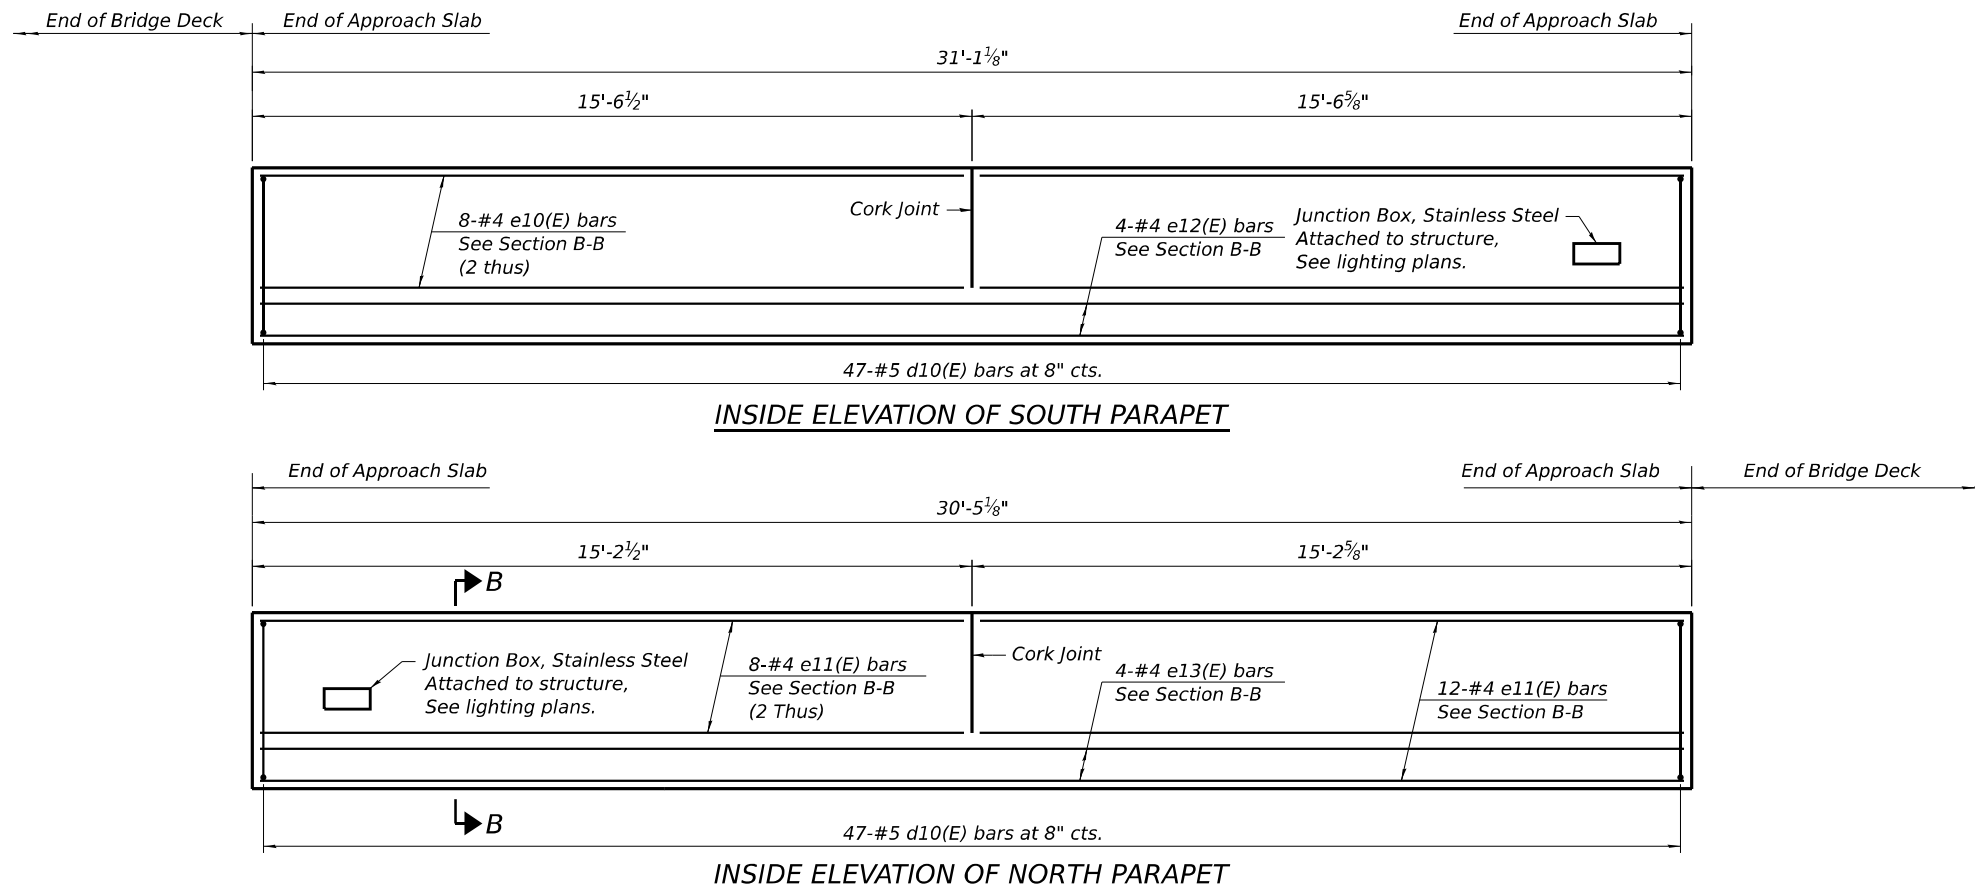 End of Bridge Deck
End of Approach Slab
End of Approach Slab
31'-1⅛"
15'-6½"
15'-6⅝"
8-#4 e10(E) bars
See Section B-B
(2 thus)
Cork Joint
4-#4 e12(E) bars
See Section B-B
Junction Box, Stainless Steel
Attached to structure,
See lighting plans.
47-#5 d10(E) bars at 8" cts.
INSIDE ELEVATION OF SOUTH PARAPET
End of Approach Slab
End of Approach Slab
End of Bridge Deck
30'-5⅛"
15'-2½"
15'-2⅝"
B
Junction Box, Stainless Steel
Attached to structure,
See lighting plans.
8-#4 e11(E) bars
See Section B-B
(2 Thus)
Cork Joint
4-#4 e13(E) bars
See Section B-B
12-#4 e11(E) bars
See Section B-B
B
47-#5 d10(E) bars at 8" cts.
INSIDE ELEVATION OF NORTH PARAPET